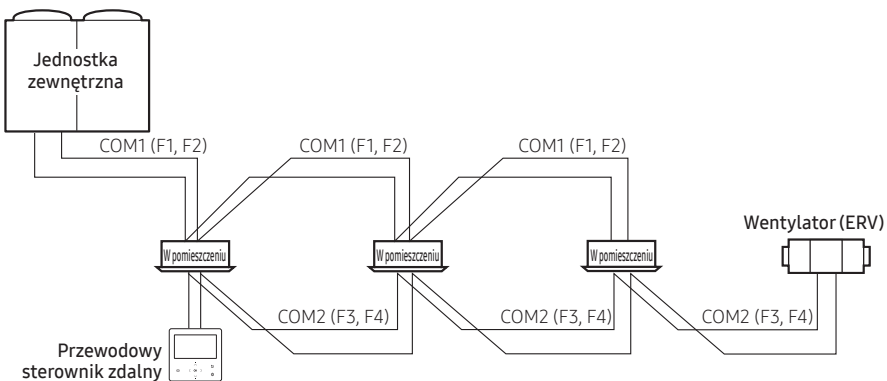 Jednostka
zewnętrzna
COM1 (F1, F2)
COM1 (F1, F2)
COM1 (F1, F2)
Wentylator (ERV)
W pomieszczeniu
W pomieszczeniu
W pomieszczeniu
COM2 (F3, F4)
COM2 (F3, F4)
COM2 (F3, F4)
Przewodowy
sterownik zdalny